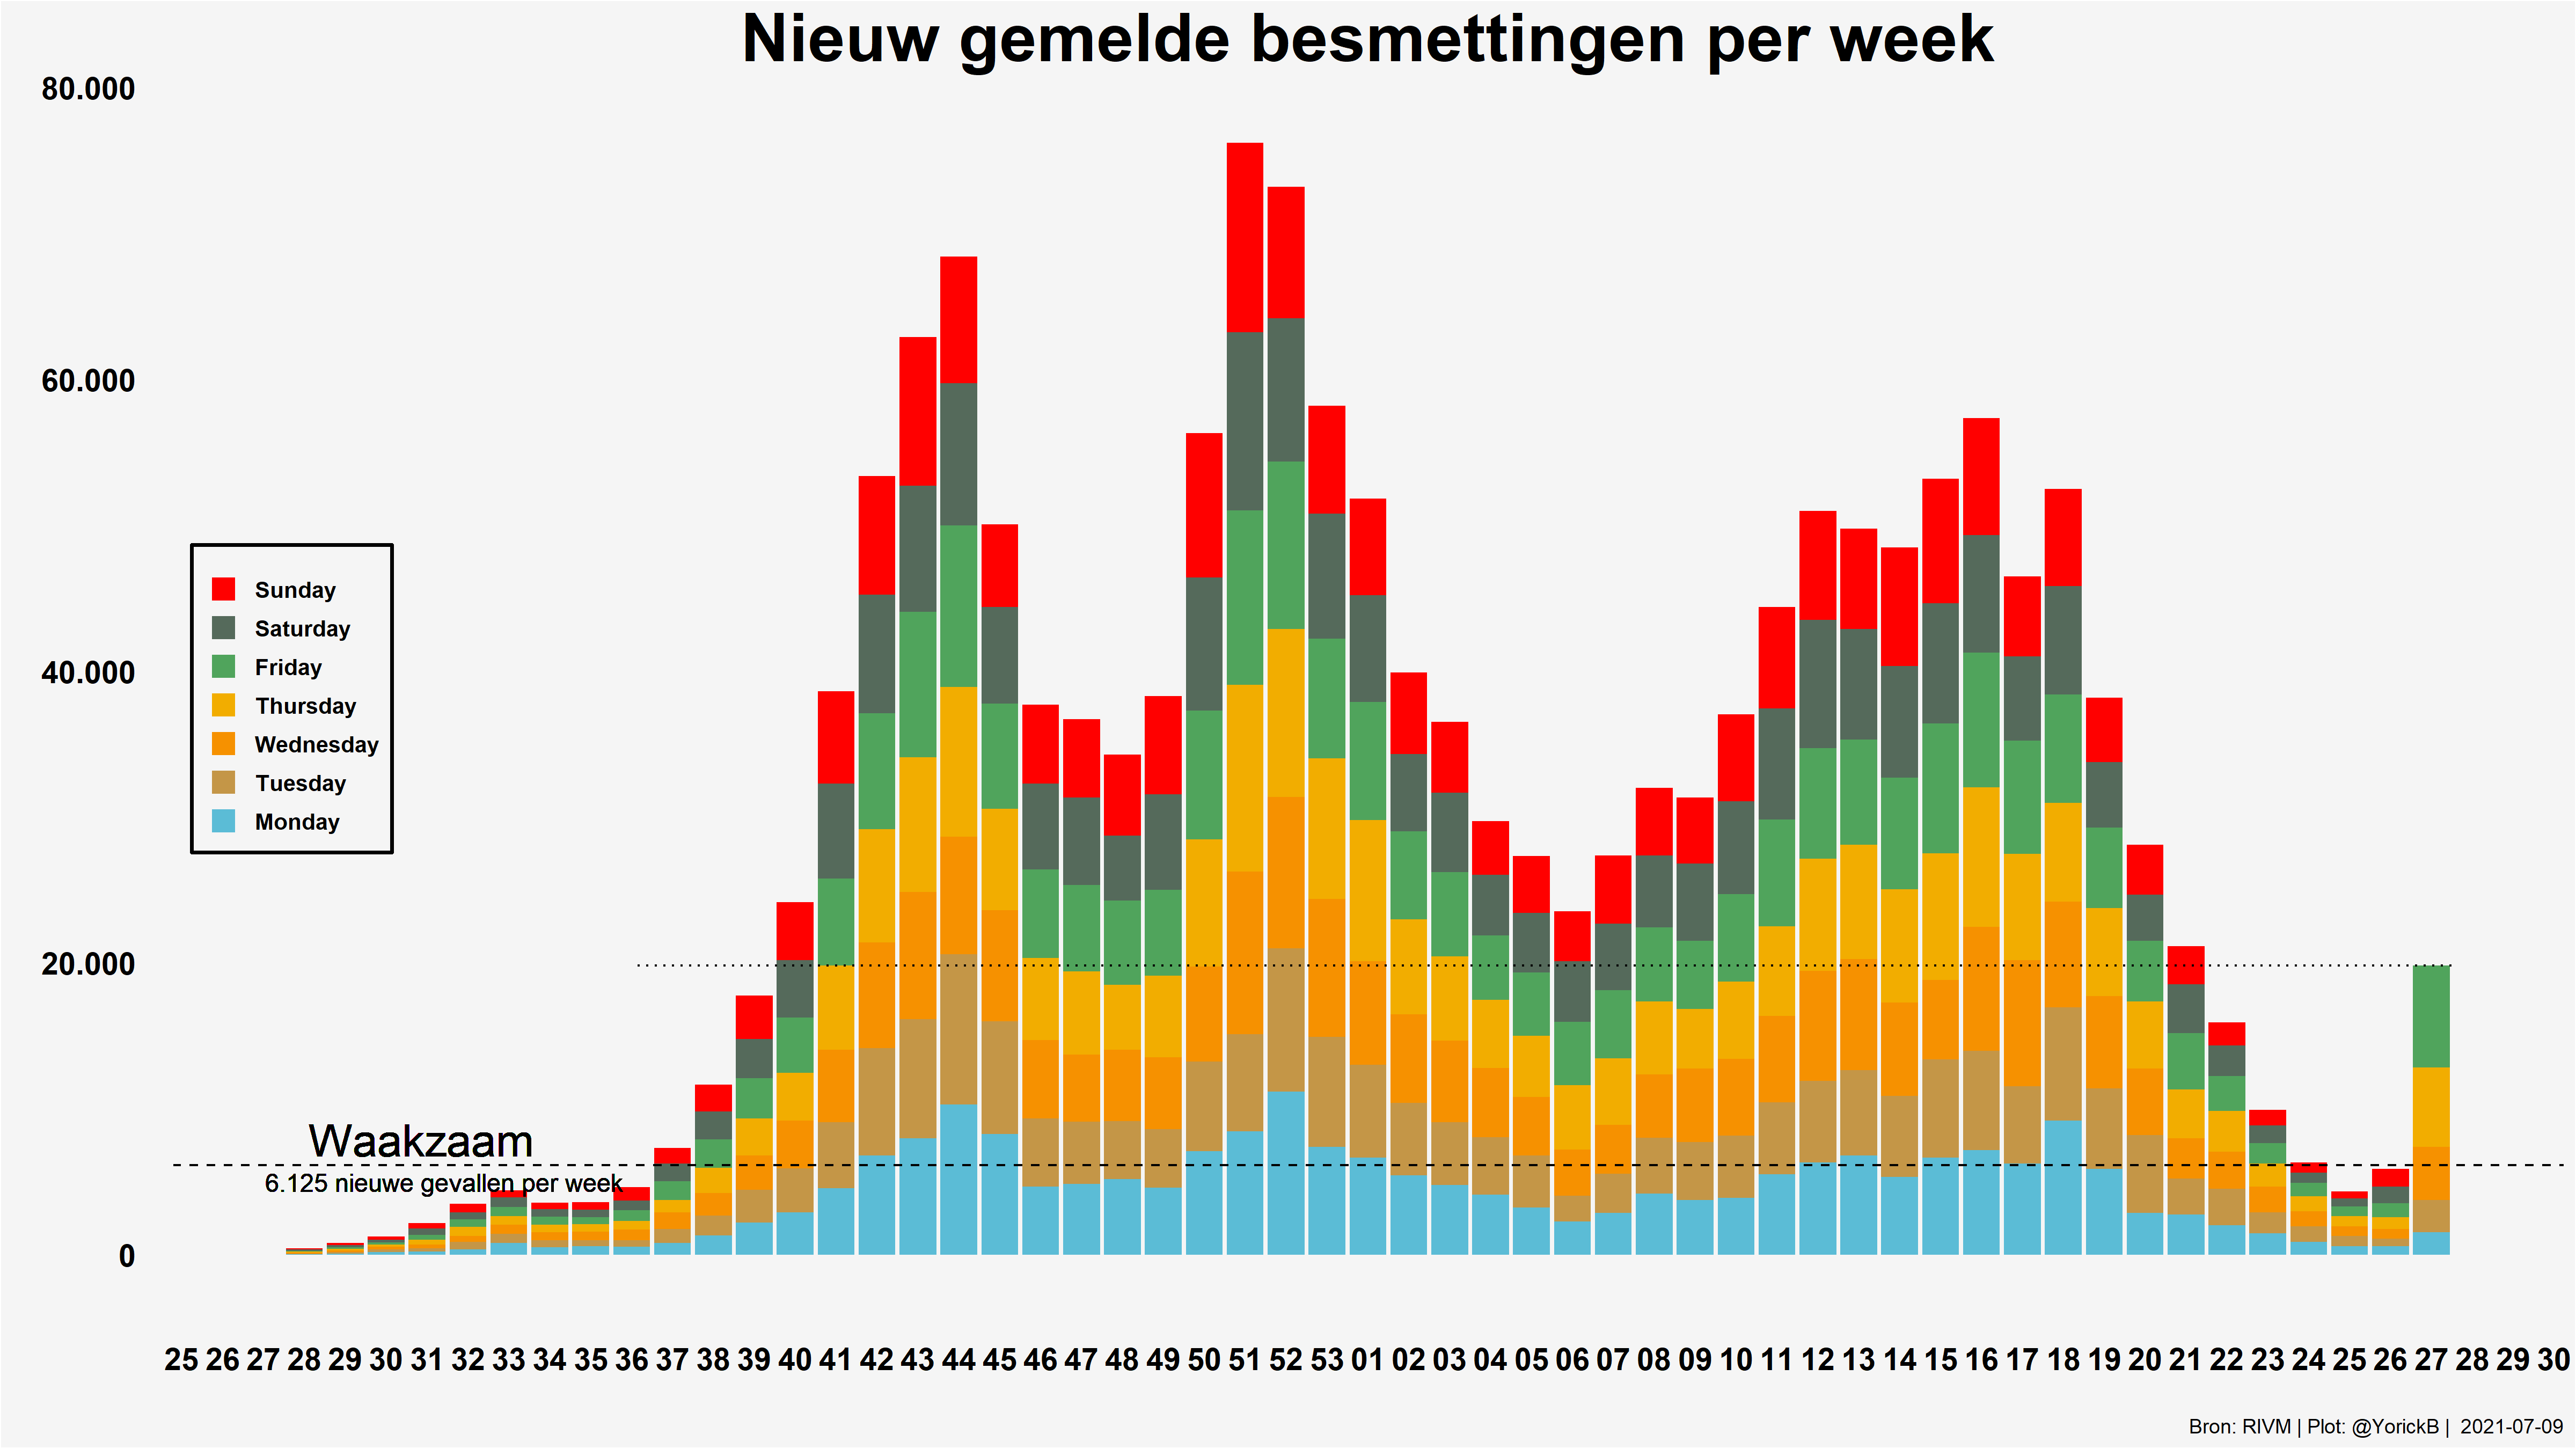 Nieuw gemelde besmettingen per week
80.000
60.000
40.000
20.000
0
Sunday
Saturday
Friday
Thursday
Wednesday
Tuesday
Monday
Waakzaam
6.125 nieuwe gevallen per week
25 26 27 28 29 30 31 32 33 34 35 36 37 38 39 40 41 42 43 44 45 46 47 48 49 50 51 52 53 01 02 03 04 05 06 07 08 09 10 11 12 13 14 15 16 17 18 19 20 21 22 23 24 25 26 27 28 29 30
Bron: RIVM | Plot: @YorickB | 2021-07-09